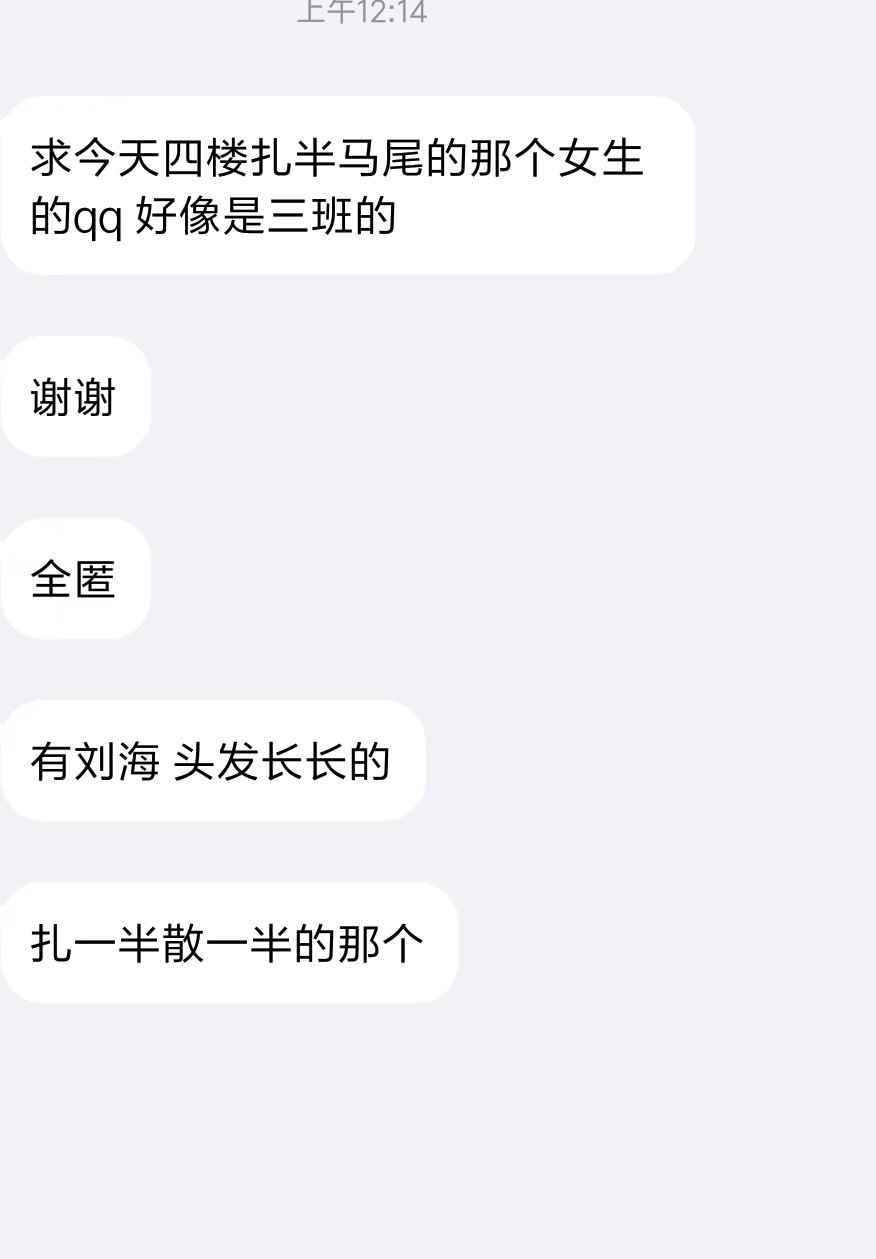 上午12:14
求今天四楼扎半马尾的那个女生
的qq 好像是三班的
谢谢
全匿
有刘海 头发长长的
扎一半散一半的那个